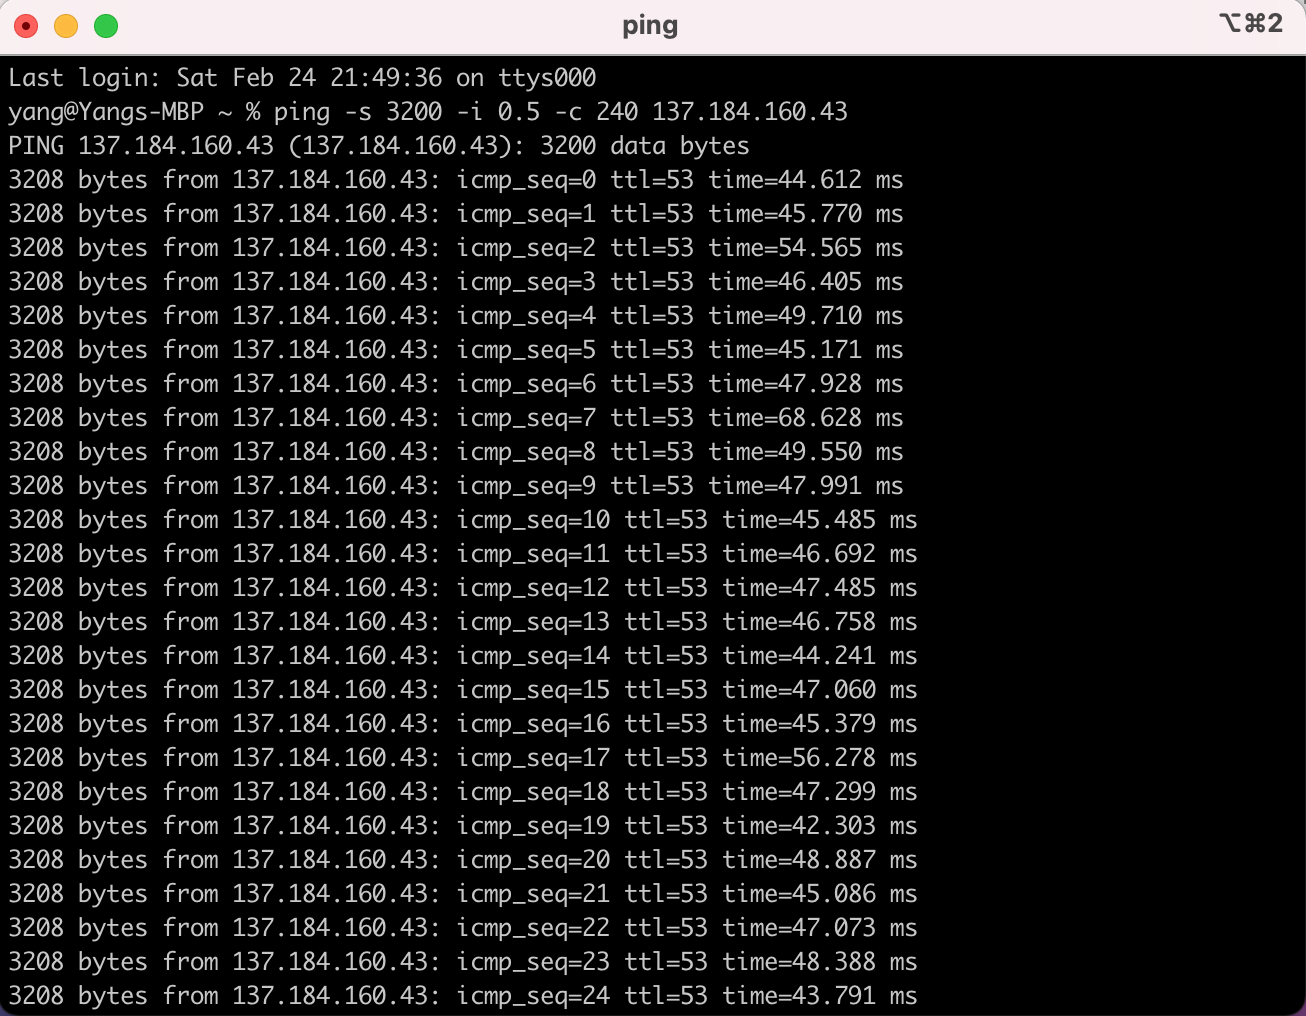 ping
⌥⌘2
Last login: Sat Feb 24 21:49:36 on ttys000
yang@Yangs-MBP ~ % ping -s 3200 -i 0.5 -c 240 137.184.160.43
PING 137.184.160.43 (137.184.160.43): 3200 data bytes
3208 bytes from 137.184.160.43: icmp_seq=0 ttl=53 time=44.612 ms
3208 bytes from 137.184.160.43: icmp_seq=1 ttl=53 time=45.770 ms
3208 bytes from 137.184.160.43: icmp_seq=2 ttl=53 time=54.565 ms
3208 bytes from 137.184.160.43: icmp_seq=3 ttl=53 time=46.405 ms
3208 bytes from 137.184.160.43: icmp_seq=4 ttl=53 time=49.710 ms
3208 bytes from 137.184.160.43: icmp_seq=5 ttl=53 time=45.171 ms
3208 bytes from 137.184.160.43: icmp_seq=6 ttl=53 time=47.928 ms
3208 bytes from 137.184.160.43: icmp_seq=7 ttl=53 time=68.628 ms
3208 bytes from 137.184.160.43: icmp_seq=8 ttl=53 time=49.550 ms
3208 bytes from 137.184.160.43: icmp_seq=9 ttl=53 time=47.991 ms
3208 bytes from 137.184.160.43: icmp_seq=10 ttl=53 time=45.485 ms
3208 bytes from 137.184.160.43: icmp_seq=11 ttl=53 time=46.692 ms
3208 bytes from 137.184.160.43: icmp_seq=12 ttl=53 time=47.485 ms
3208 bytes from 137.184.160.43: icmp_seq=13 ttl=53 time=46.758 ms
3208 bytes from 137.184.160.43: icmp_seq=14 ttl=53 time=44.241 ms
3208 bytes from 137.184.160.43: icmp_seq=15 ttl=53 time=47.060 ms
3208 bytes from 137.184.160.43: icmp_seq=16 ttl=53 time=45.379 ms
3208 bytes from 137.184.160.43: icmp_seq=17 ttl=53 time=56.278 ms
3208 bytes from 137.184.160.43: icmp_seq=18 ttl=53 time=47.299 ms
3208 bytes from 137.184.160.43: icmp_seq=19 ttl=53 time=42.303 ms
3208 bytes from 137.184.160.43: icmp_seq=20 ttl=53 time=48.887 ms
3208 bytes from 137.184.160.43: icmp_seq=21 ttl=53 time=45.086 ms
3208 bytes from 137.184.160.43: icmp_seq=22 ttl=53 time=47.073 ms
3208 bytes from 137.184.160.43: icmp_seq=23 ttl=53 time=48.388 ms
3208 bytes from 137.184.160.43: icmp_seq=24 ttl=53 time=43.791 ms